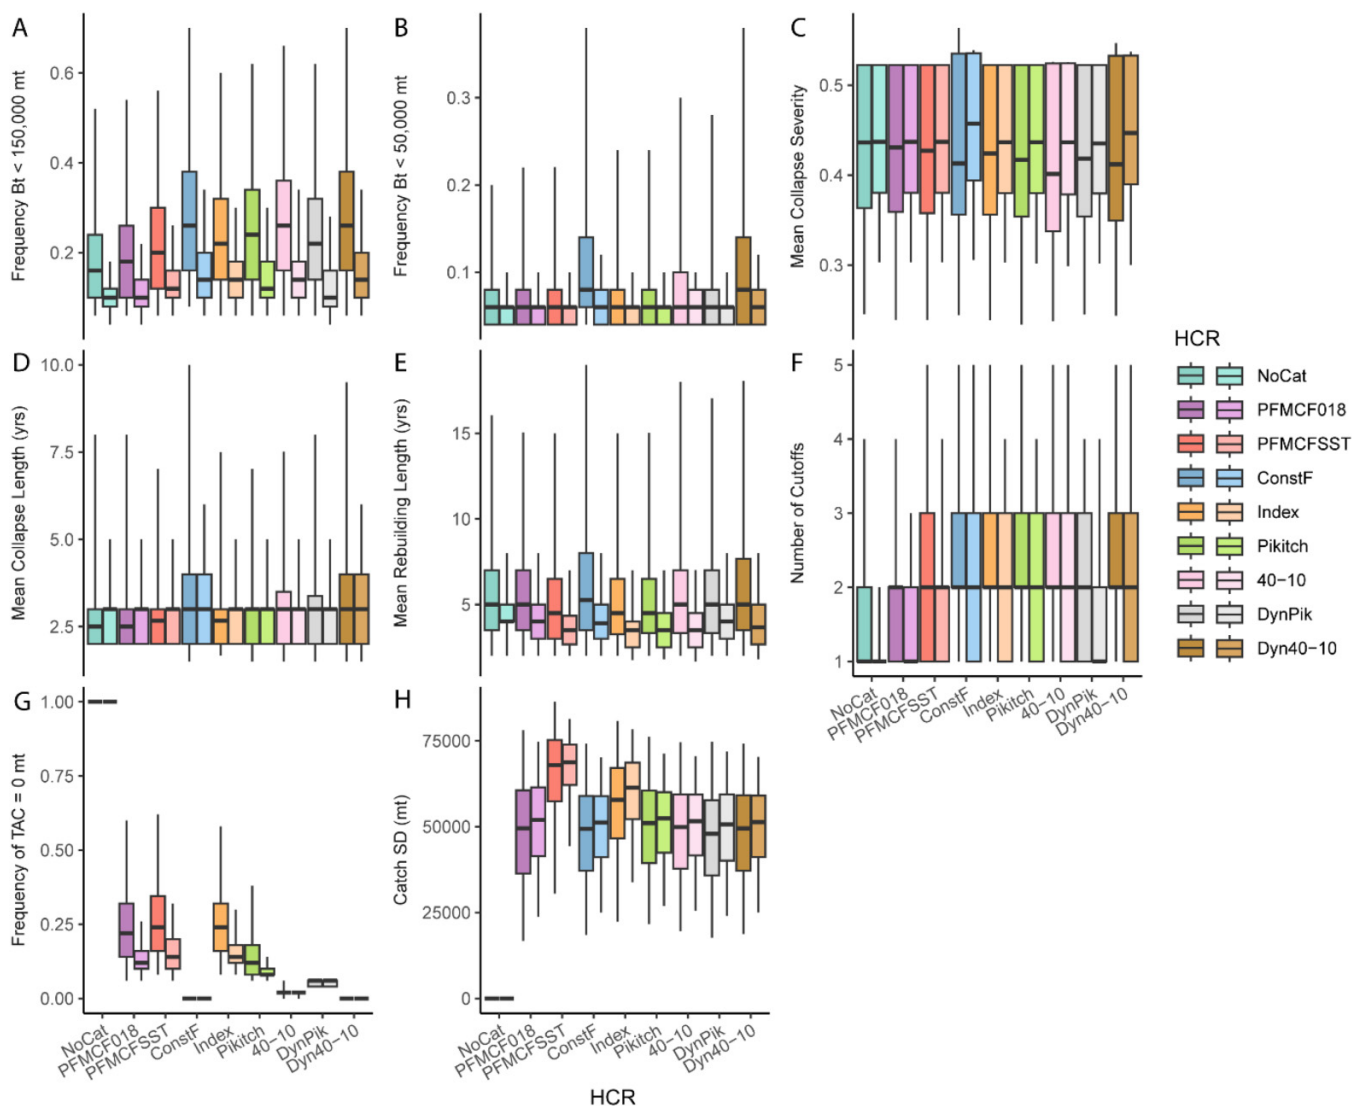 A
Frequency Bt < 150,000 mt
0.6
0.4
0.2
B
Frequency Bt < 50,000 mt
0.3
0.2
0.1
C
Mean Collapse Severity
0.5
0.4
0.3
D
Mean Collapse Length (yrs)
10.0
7.5
5.0
2.5
E
Mean Rebuilding Length (yrs)
15
10
5
F
Number of Cutoffs
5
4
3
2
1
NoCat
PFMCF018
PFMCFSST
ConstF
Index
Pikitch
40-10
DynPik
Dyn40-10
HCR
NoCat
PFMCF018
PFMCFSST
ConstF
Index
Pikitch
40-10
DynPik
Dyn40-10
G
Frequency of TAC = 0 mt
1.00
0.75
0.50
0.25
0.00
NoCat
PFMCF018
PFMCFSST
ConstF
Index
Pikitch
40-10
DynPik
Dyn40-10
H
Catch SD (mt)
75000
50000
25000
0
NoCat
PFMCF018
PFMCFSST
ConstF
Index
Pikitch
40-10
DynPik
Dyn40-10
HCR